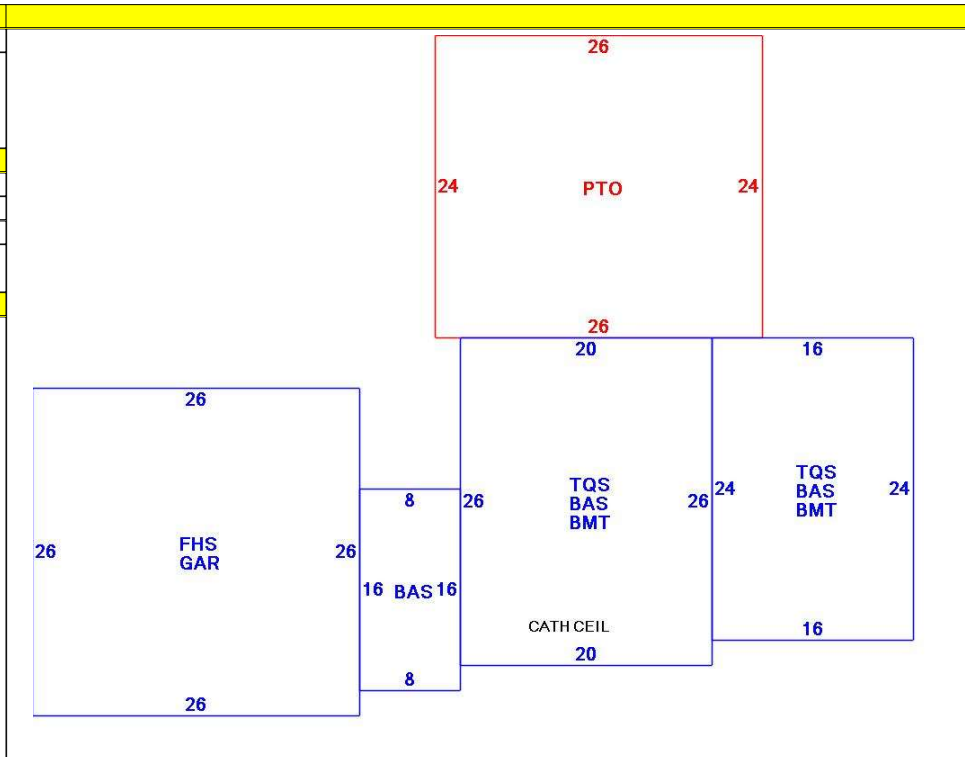 26
24 PTO 24
26
20 16
26
8
TQS
BAS
BMT
26 26
TQS
BAS
BMT
24 24
FHS
GAR
26 26
16 BAS 16
CATH CEIL
16
20
8
26